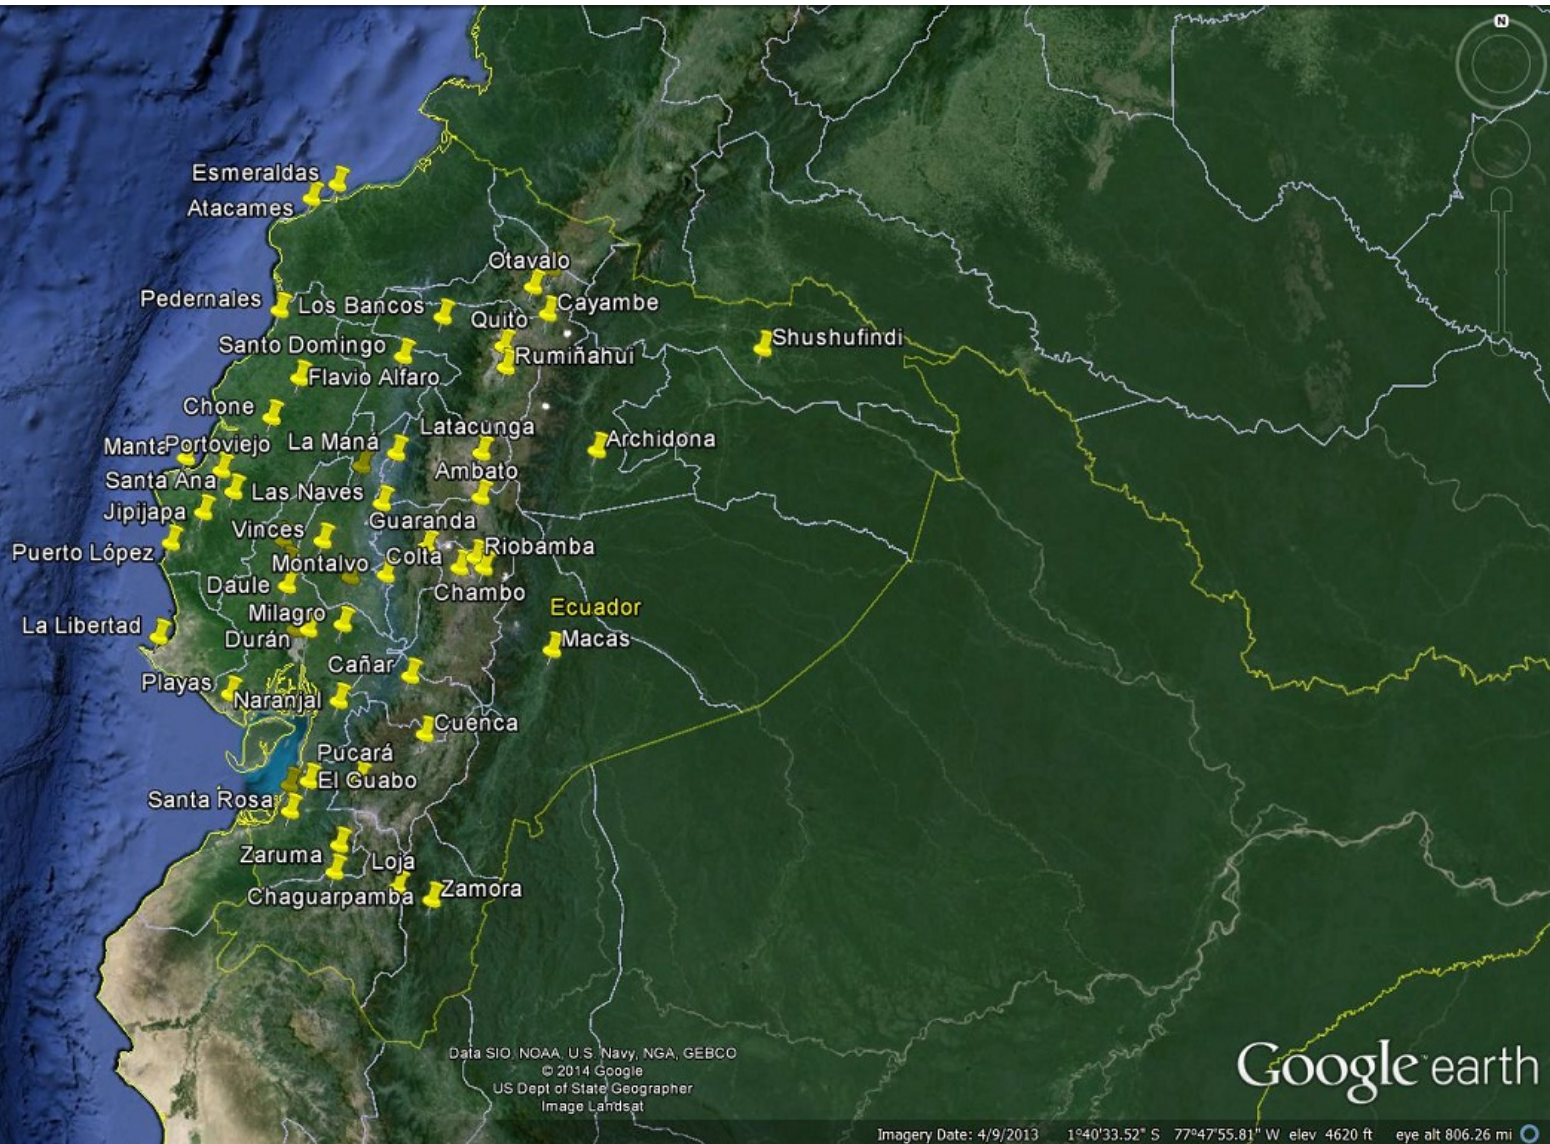 N
Esmeraldas
Atacames
Otavalo
Pedernales
Los Bancos
Cayambe
Quito
Shushufindi
Santo Domingo
Rumiñahui
Flavio Alfaro
Chone
Latacunga
Manta
Portoviejo
La Maná
Archidona
Ambato
Santa Ana
Las Naves
Jipijapa
Guaranda
Vinces
Puerto López
Riobamba
Colta
Montalvo
Daule
Chambo
Ecuador
Milagro
La Libertad
Durán
Macas
Cañar
Playas
Naranjal
Cuenca
Pucará
El Guabo
Santa Rosa
Zaruma
Loja
Zamora
Chaguarpamba
Data SIO, NOAA, U.S. Navy, NGA, GEBCO
© 2014 Google
US Dept of State Geographer
Image Landsat
Google earth
Imagery Date: 4/9/2013 1°40'33.52" S 77°47'55.81" W elev 4620 ft eye alt 806.26 mi